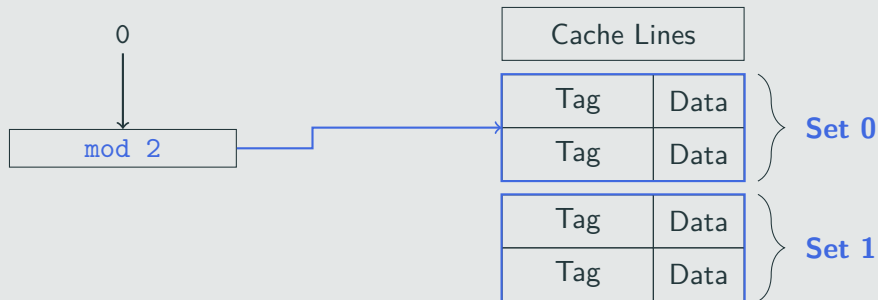 0
Cache Lines
Tag Data
mod 2
Set 0
Tag Data
Tag Data
Set 1
Tag Data